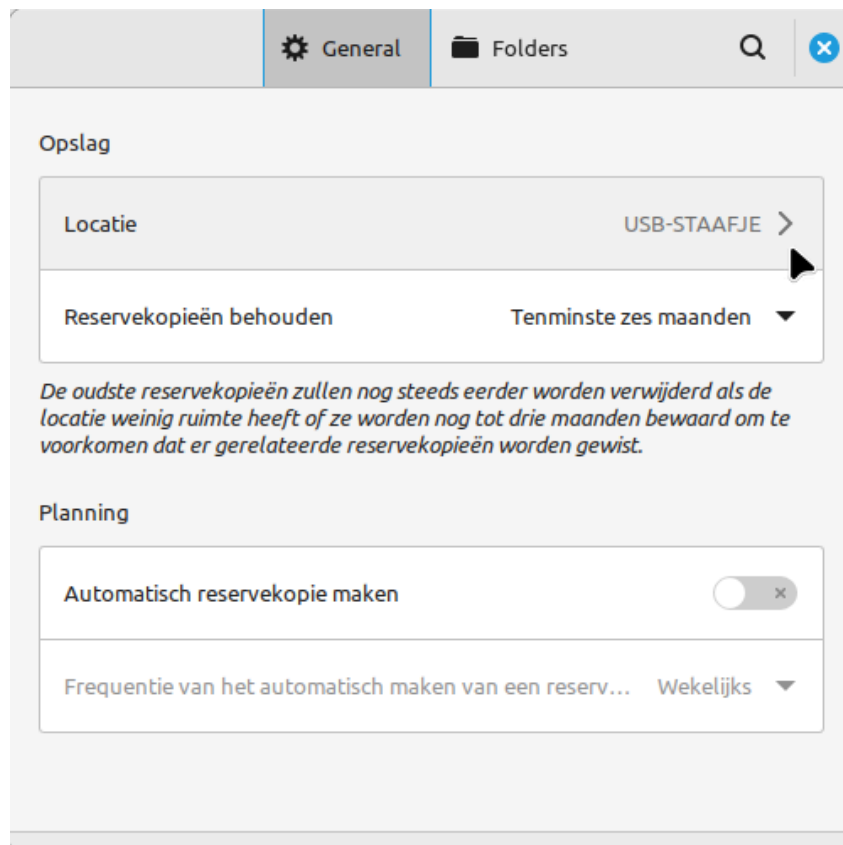 General
Folders
Opslag
Locatie
USB-STAAFJE
Reservekopieën behouden
Tenminste zes maanden
De oudste reservekopieën zullen nog steeds eerder worden verwijderd als de
locatie weinig ruimte heeft of ze worden nog tot drie maanden bewaard om te
voorkomen dat er gerelateerde reservekopieën worden gewist.
Planning
Automatisch reservekopie maken
Frequentie van het automatisch maken van een reserv...
Wekelijks